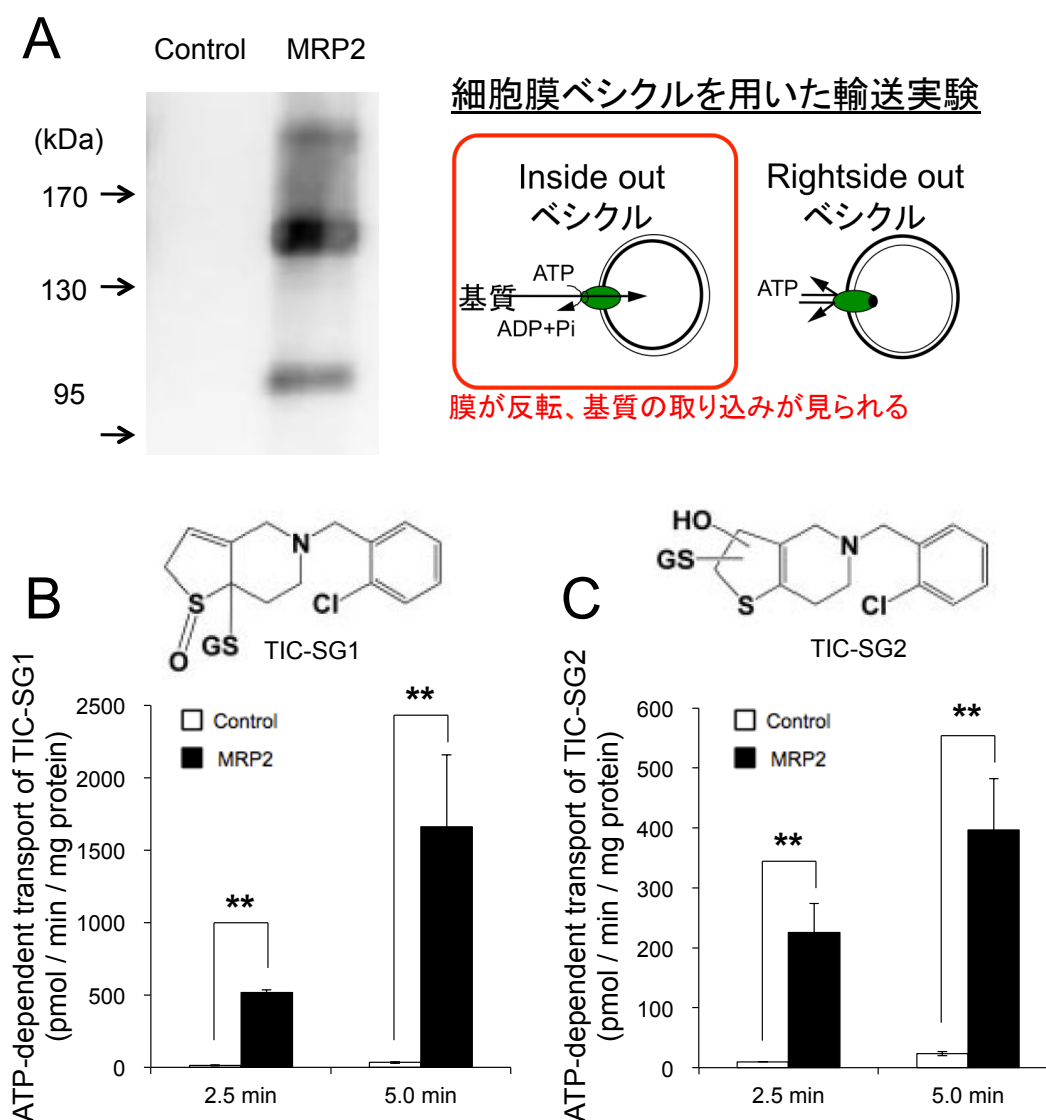 A
Control MRP2
(kDa)
170
130
95
細胞膜ベシクルを用いた輸送実験
Inside out
ベシクル
基質
ATP
ADP+Pi
Rightside out
ベシクル
ATP
膜が反転、基質の取り込みが見られる
B
N
Cl
S
O
GS
TIC-SG1
ATP-dependent transport of TIC-SG1
(pmol / min / mg protein)
2500
2000
1500
1000
500
0
Control
MRP2
**
**
2.5 min
5.0 min
C
HO
GS
S
N
Cl
TIC-SG2
ATP-dependent transport of TIC-SG2
(pmol / min / mg protein)
600
500
400
300
200
100
0
Control
MRP2
**
**
2.5 min
5.0 min